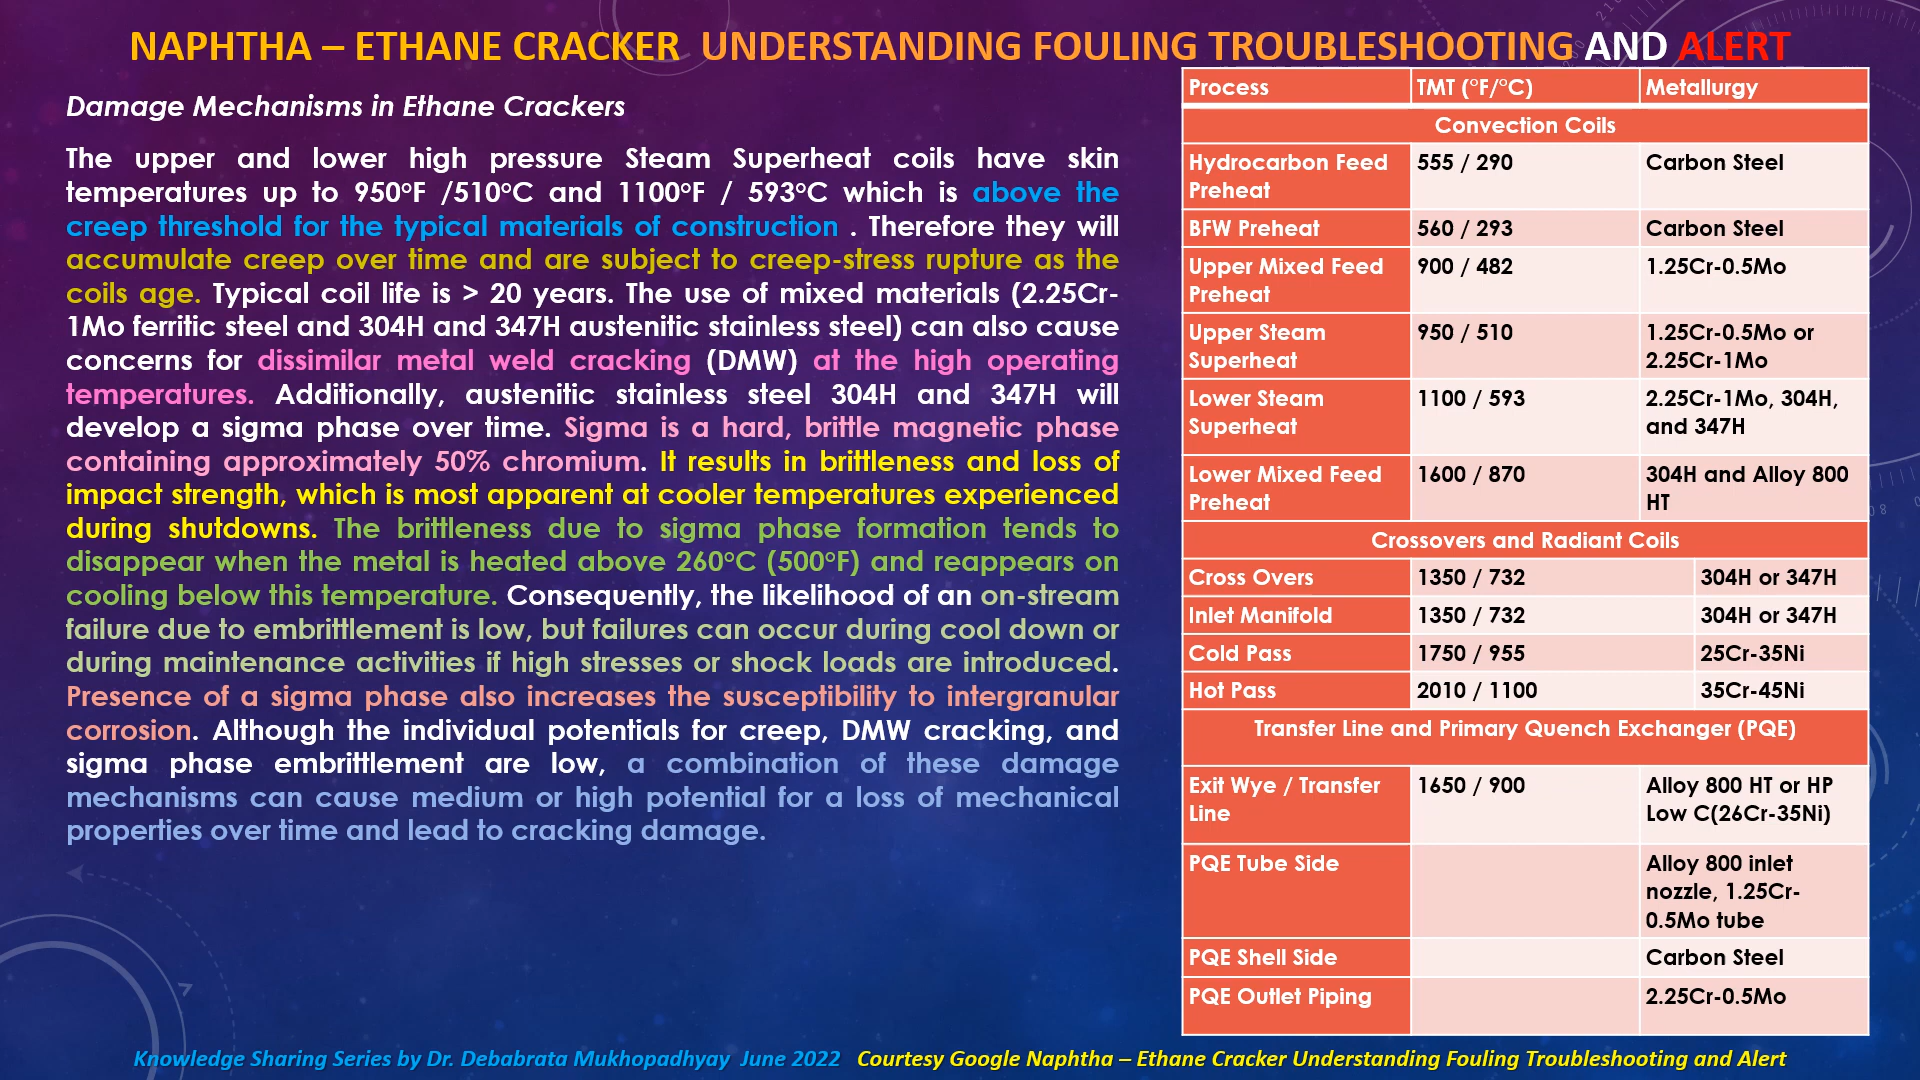 NAPHTHA – ETHANE CRACKER UNDERSTANDING FOULING TROUBLESHOOTING AND ALERT
Damage Mechanisms in Ethane Crackers
The upper and lower high pressure Steam Superheat coils have skin
temperatures up to 950°F /510°C and 1100°F / 593°C which is above the
creep threshold for the typical materials of construction . Therefore they will
accumulate creep over time and are subject to creep-stress rupture as the
coils age. Typical coil life is > 20 years. The use of mixed materials (2.25Cr-
1Mo ferritic steel and 304H and 347H austenitic stainless steel) can also cause
concerns for dissimilar metal weld cracking (DMW) at the high operating
temperatures. Additionally, austenitic stainless steel 304H and 347H will
develop a sigma phase over time. Sigma is a hard, brittle magnetic phase
containing approximately 50% chromium. It results in brittleness and loss of
impact strength, which is most apparent at cooler temperatures experienced
during shutdowns. The brittleness due to sigma phase formation tends to
disappear when the metal is heated above 260°C (500°F) and reappears on
cooling below this temperature. Consequently, the likelihood of an on-stream
failure due to embrittlement is low, but failures can occur during cool down or
during maintenance activities if high stresses or shock loads are introduced.
Presence of a sigma phase also increases the susceptibility to intergranular
corrosion. Although the individual potentials for creep, DMW cracking, and
sigma phase embrittlement are low, a combination of these damage
mechanisms can cause medium or high potential for a loss of mechanical
properties over time and lead to cracking damage.
Process TMT (°F/°C) Metallurgy
Convection Coils
Hydrocarbon Feed 555 / 290 Carbon Steel
Preheat
BFW Preheat 560 / 293 Carbon Steel
Upper Mixed Feed 900 / 482 1.25Cr-0.5Mo
Preheat
Upper Steam 950 / 510 1.25Cr-0.5Mo or
Superheat 2.25Cr-1Mo
Lower Steam 1100 / 593 2.25Cr-1Mo, 304H,
Superheat and 347H
Lower Mixed Feed 1600 / 870 304H and Alloy 800
Preheat HT
Crossovers and Radiant Coils
Cross Overs 1350 / 732 304H or 347H
Inlet Manifold 1350 / 732 304H or 347H
Cold Pass 1750 / 955 25Cr-35Ni
Hot Pass 2010 / 1100 35Cr-45Ni
Transfer Line and Primary Quench Exchanger (PQE)
Exit Wye / Transfer 1650 / 900 Alloy 800 HT or HP
Line Low C(26Cr-35Ni)
PQE Tube Side Alloy 800 inlet
nozzle, 1.25Cr-
0.5Mo tube
PQE Shell Side Carbon Steel
PQE Outlet Piping 2.25Cr-0.5Mo
Knowledge Sharing Series by Dr. Debabrata Mukhopadhyay June 2022 Courtesy Google Naphtha – Ethane Cracker Understanding Fouling Troubleshooting and Alert